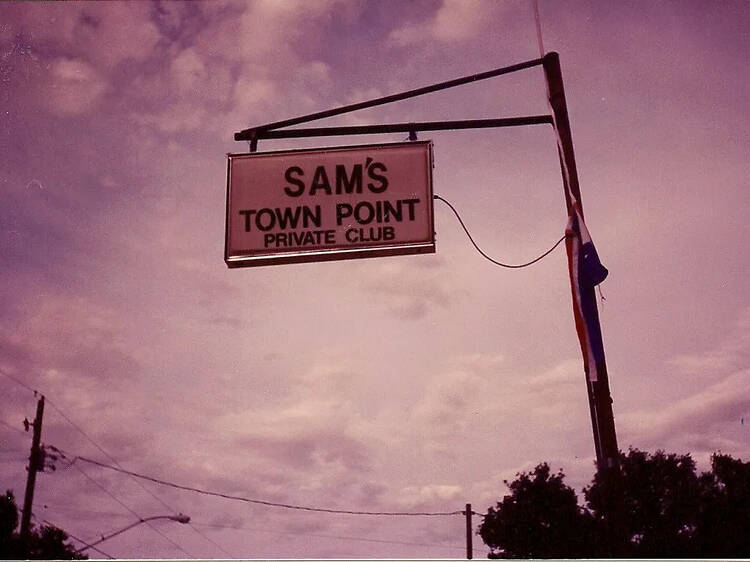 SAM'S
TOWN POINT
PRIVATE CLUB